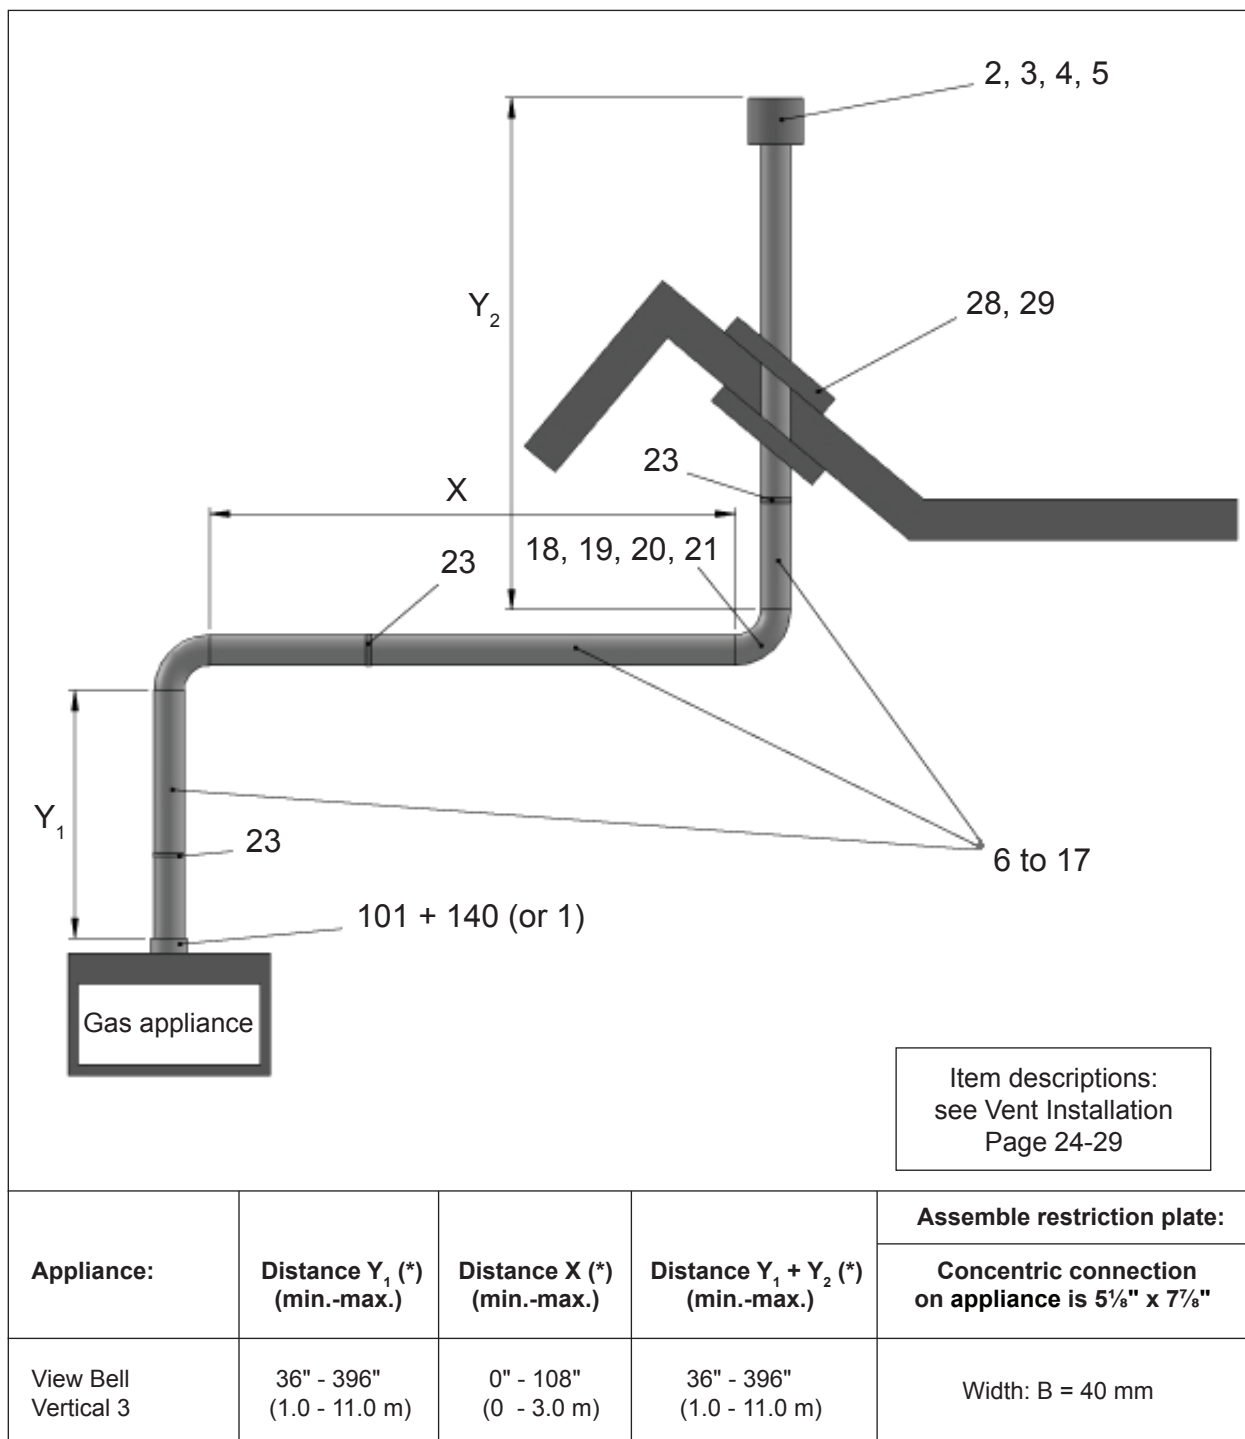 2, 3, 4, 5
Y₂
28, 29
23
X
18, 19, 20, 21
23
Y₁
23
6 to 17
101 + 140 (or 1)
Gas appliance
Item descriptions:
see Vent Installation
Page 24-29
Assemble restriction plate:
Appliance:
Distance Y₁ (*)
(min.-max.)
Distance X (*)
(min.-max.)
Distance Y₁ + Y₂ (*)
(min.-max.)
Concentric connection
on appliance is 5⅛" x 7⅞"
View Bell
Vertical 3
36" - 396"
(1.0 - 11.0 m)
0" - 108"
(0 - 3.0 m)
36" - 396"
(1.0 - 11.0 m)
Width: B = 40 mm